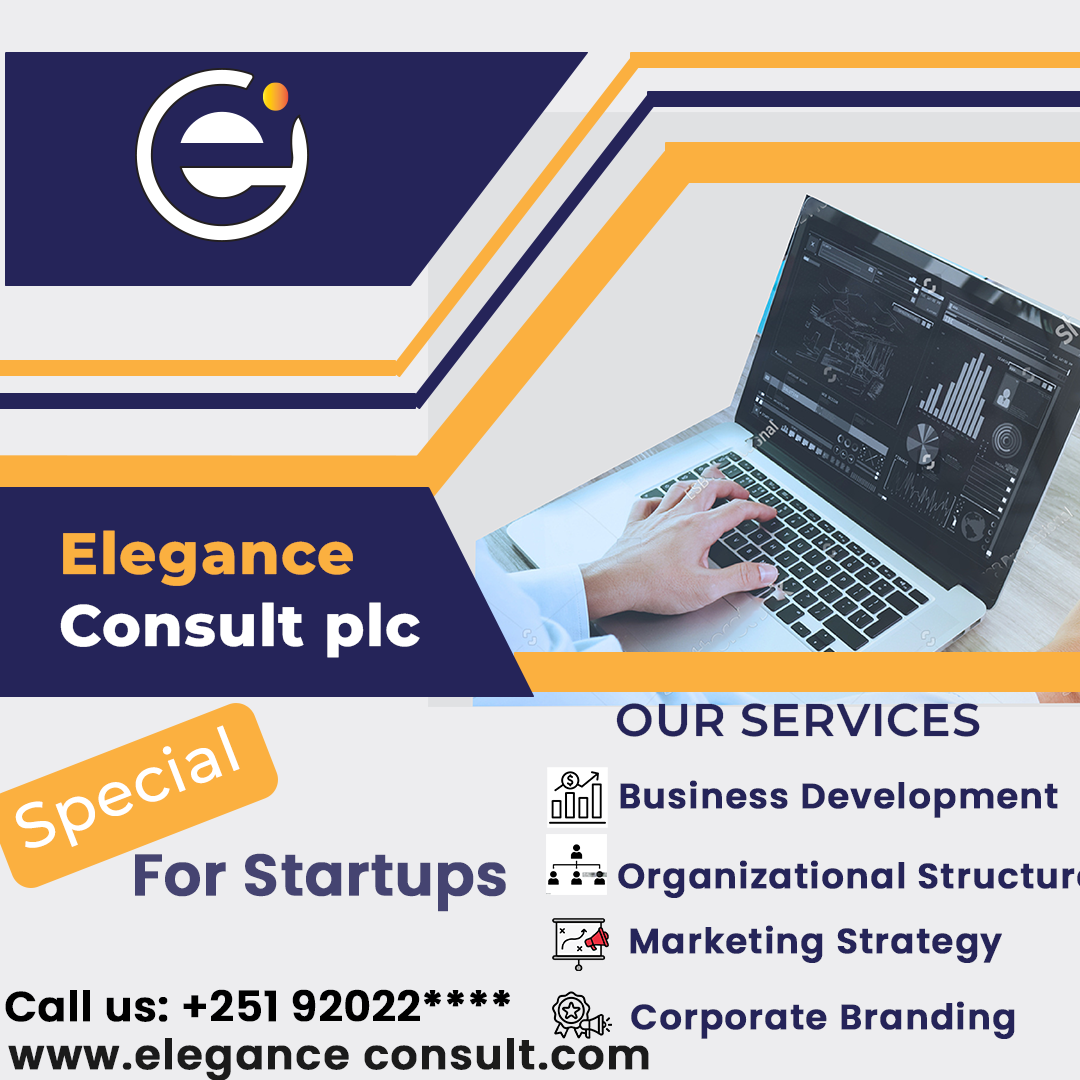 Elegance
Consult plc
Special
For Startups
OUR SERVICES
Business Development
Organizational Structure
Marketing Strategy
Corporate Branding
Call us: +251 92022****
www.elegance consult.com